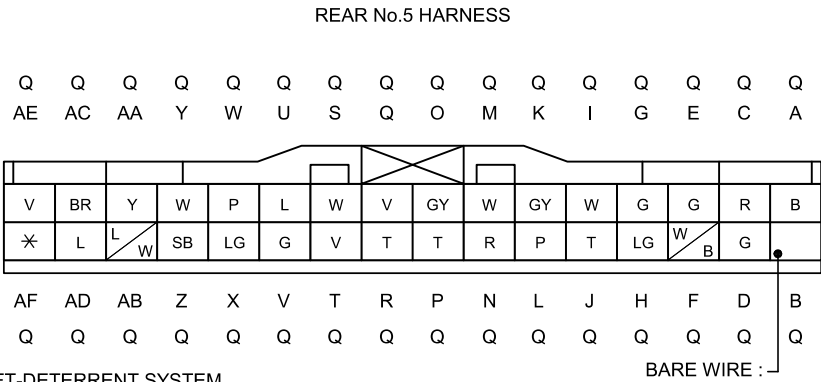 REAR No.5 HARNESS
Q Q Q Q Q Q Q Q Q Q Q Q Q Q Q Q
AE AC AA Y W U S Q O M K I G E C A
V BR Y W P L W V GY W GY W G G R B
* L L/W SB LG G V T T R P T LG W/B G
AF AD AB Z X V T R P N L J H F D B
Q Q Q Q Q Q Q Q Q Q Q Q Q Q Q Q
BARE WIRE :